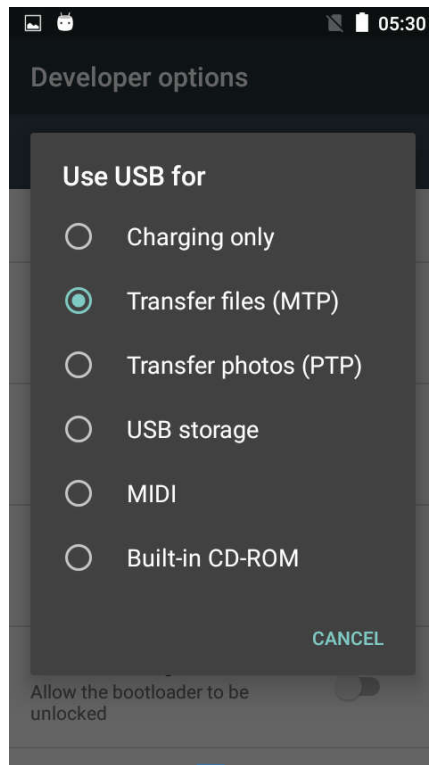 05:30
Developer options
Use USB for
Charging only
Transfer files (MTP)
Transfer photos (PTP)
USB storage
MIDI
Built-in CD-ROM
CANCEL
Allow the bootloader to be
unlocked